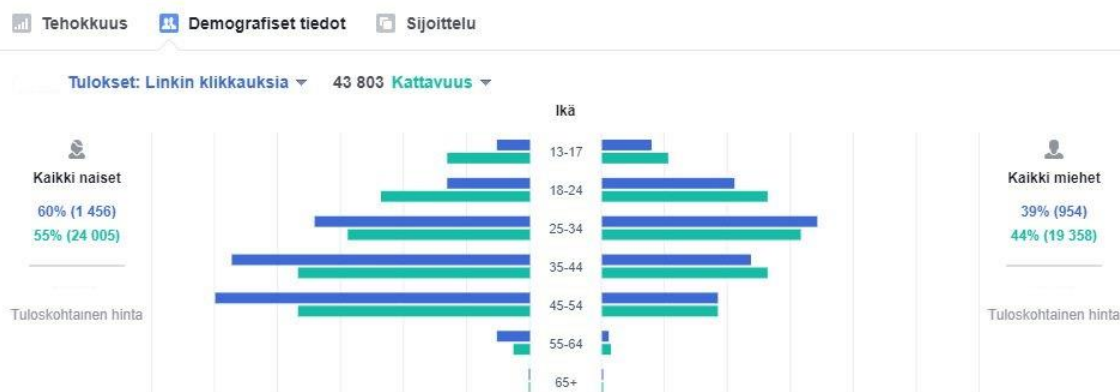 Tehokkuus Demografiset tiedot Sijoittelu
Tulokset: Linkin klikkauksia 43 803 Kattavuus
Ikä
Kaikki naiset
60% (1 456)
55% (24 005)
Tuloskohtainen hinta
13-17
18-24
25-34
35-44
45-54
55-64
65+
Kaikki miehet
39% (954)
44% (19 358)
Tuloskohtainen hinta